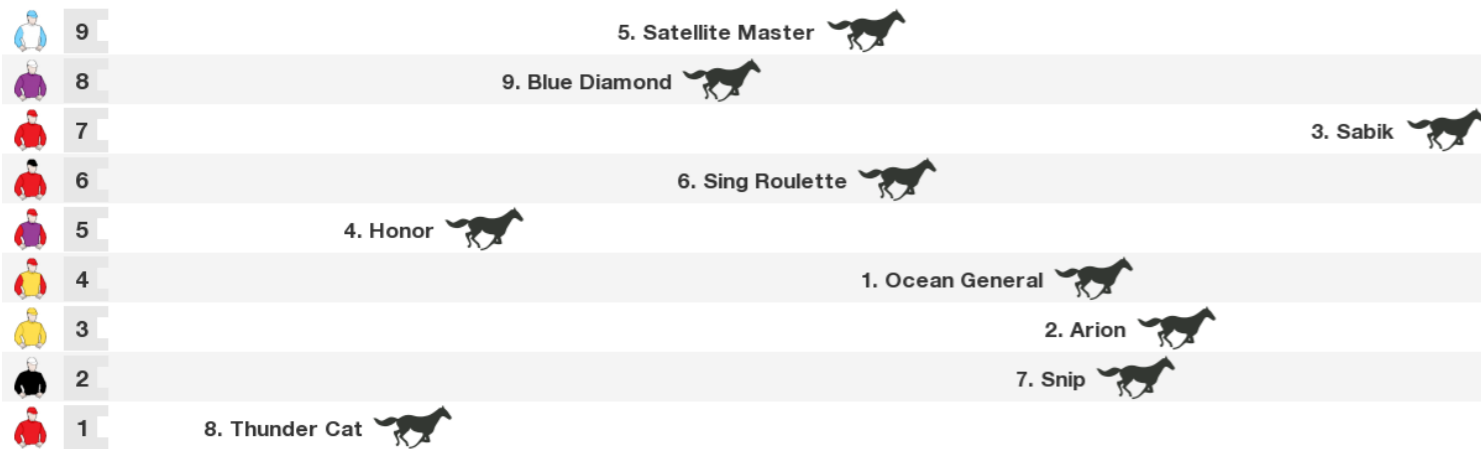 9 5. Satellite Master
8 9. Blue Diamond
7 3. Sabik
6 6. Sing Roulette
5 4. Honor
4 1. Ocean General
3 2. Arion
2 7. Snip
1 8. Thunder Cat